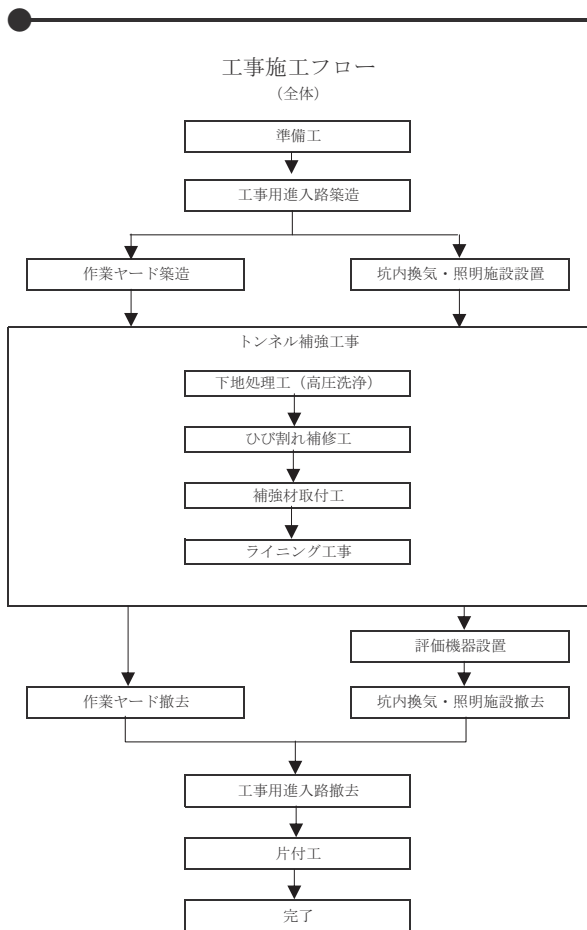 工事施工フロー
（全体）
準備工
工事用進入路築造
作業ヤード築造
坑内換気・照明施設設置
トンネル補強工事
下地処理工（高圧洗浄）
ひび割れ補修工
補強材取付工
ライニング工事
評価機器設置
作業ヤード撤去
坑内換気・照明施設撤去
工事用進入路撤去
片付工
完了